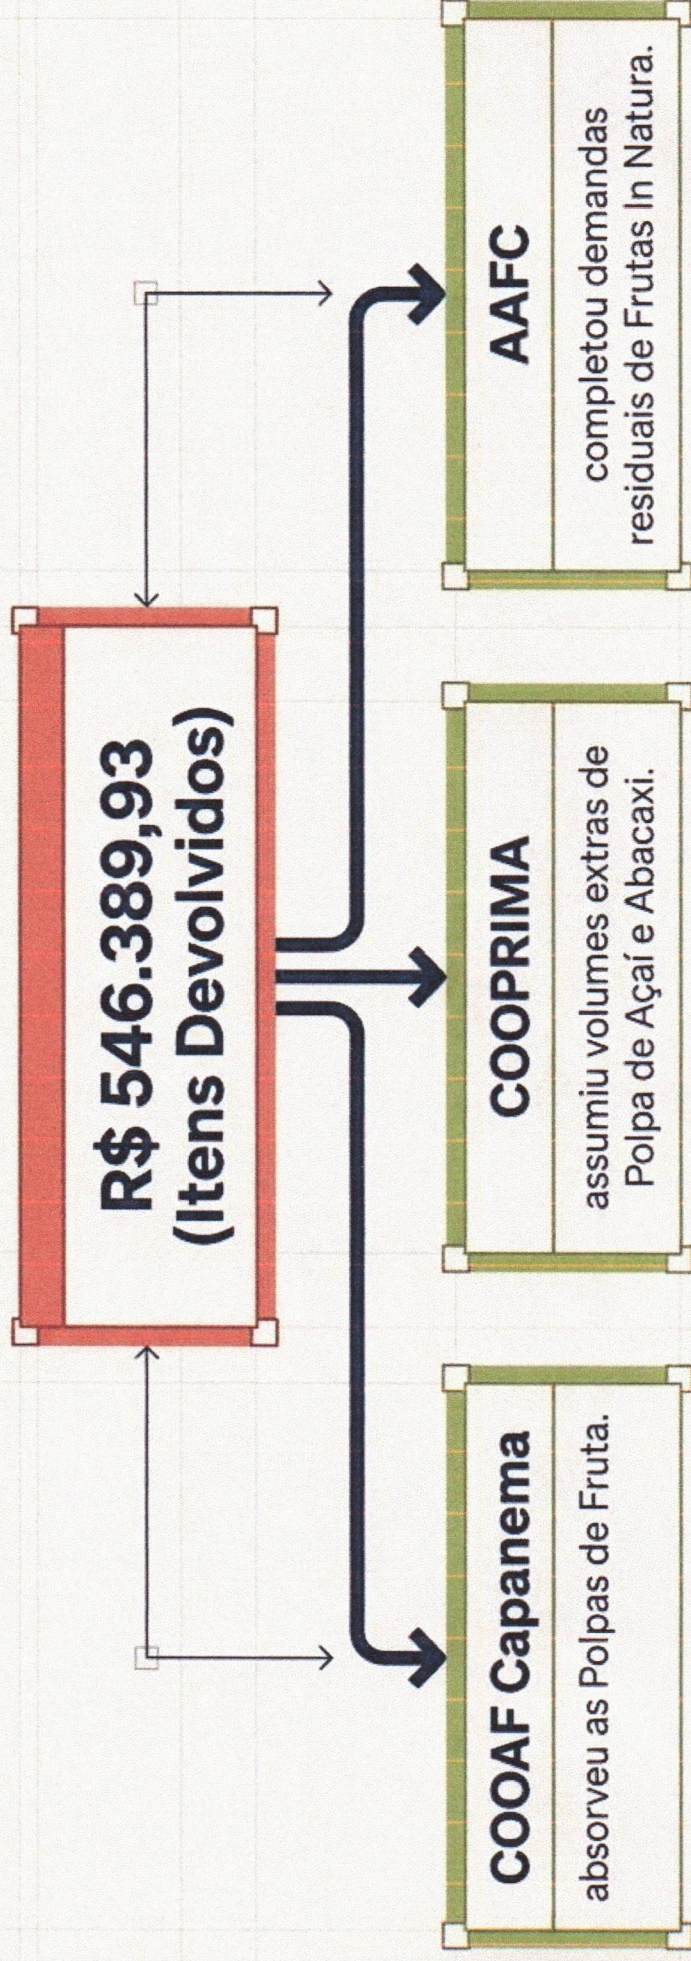 R$ 546.389,93
(Itens Devolvidos)
COOAF Capanema
absorveu as Polpas de Fruta.
COOPRIMA
assumiu volumes extras de
Polpa de Açaí e Abacaxi.
AAFC
completou demandas
residuais de Frutas In Natura.